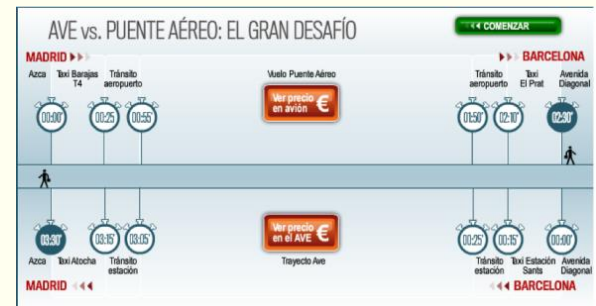 AVE vs. PUENTE AÉREO: EL GRAN DESAFÍO
COMENZAR
MADRID
BARCELONA
Azca
Taxi Barajas T4
Tránsito aeropuerto
Vuelo Puente Aéreo
Tránsito aeropuerto
Taxi El Prat
Avenida Diagonal
00:00'
00:25'
00:55'
Ver precio en avión €
01:50'
02:10'
02:30'
03:30'
03:15'
03:05'
Ver precio en el AVE €
00:25'
00:15'
00:00'
Azca
Taxi Atocha
Tránsito estación
Trayecto Ave
Tránsito estación
Taxi Estación Sants
Avenida Diagonal
MADRID
BARCELONA